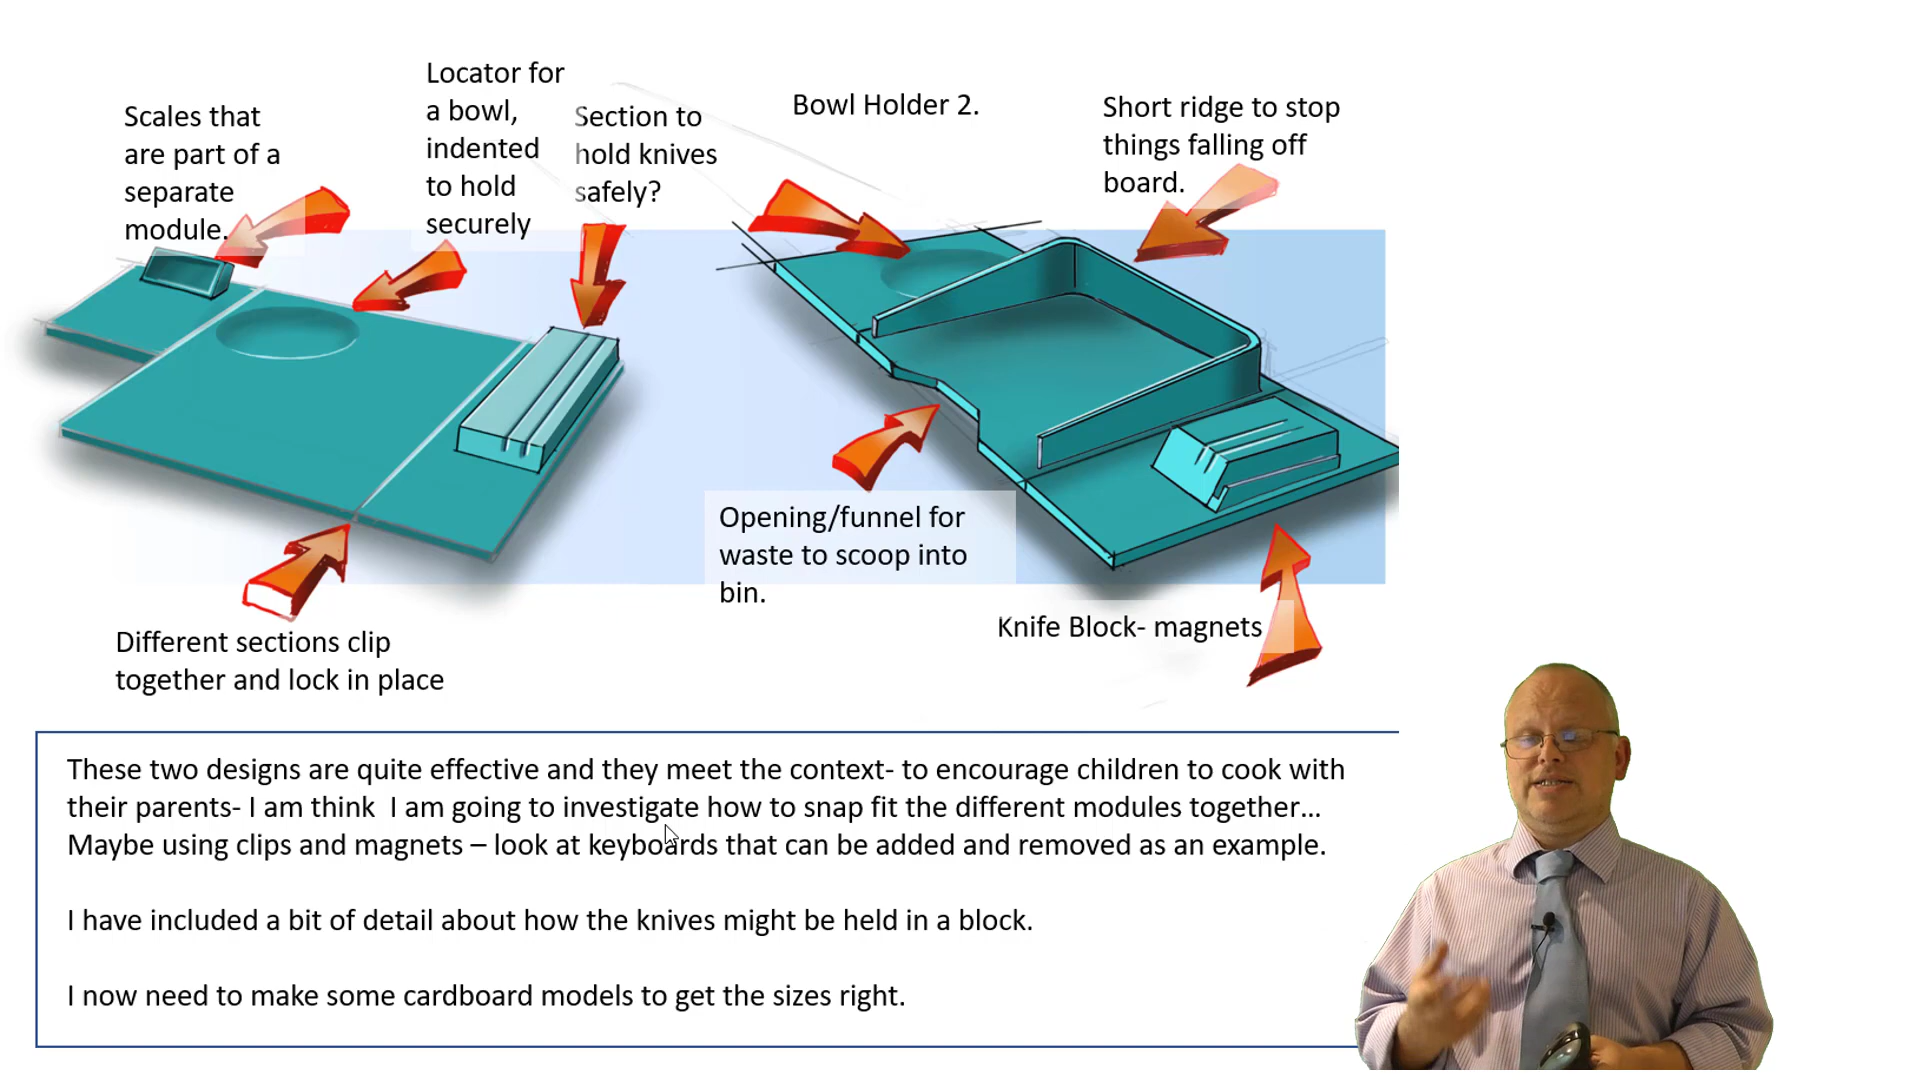 Scales that
are part of a
separate
module.
Locator for
a bowl,
indented
to hold
securely
Section to
hold knives
safely?
Bowl Holder 2.
Short ridge to stop
things falling off
board.
Opening/funnel for
waste to scoop into
bin.
Knife Block- magnets
Different sections clip
together and lock in place
These two designs are quite effective and they meet the context- to encourage children to cook with
their parents- I am think  I am going to investigate how to snap fit the different modules together...
Maybe using clips and magnets – look at keyboards that can be added and removed as an example.
I have included a bit of detail about how the knives might be held in a block.
I now need to make some cardboard models to get the sizes right.